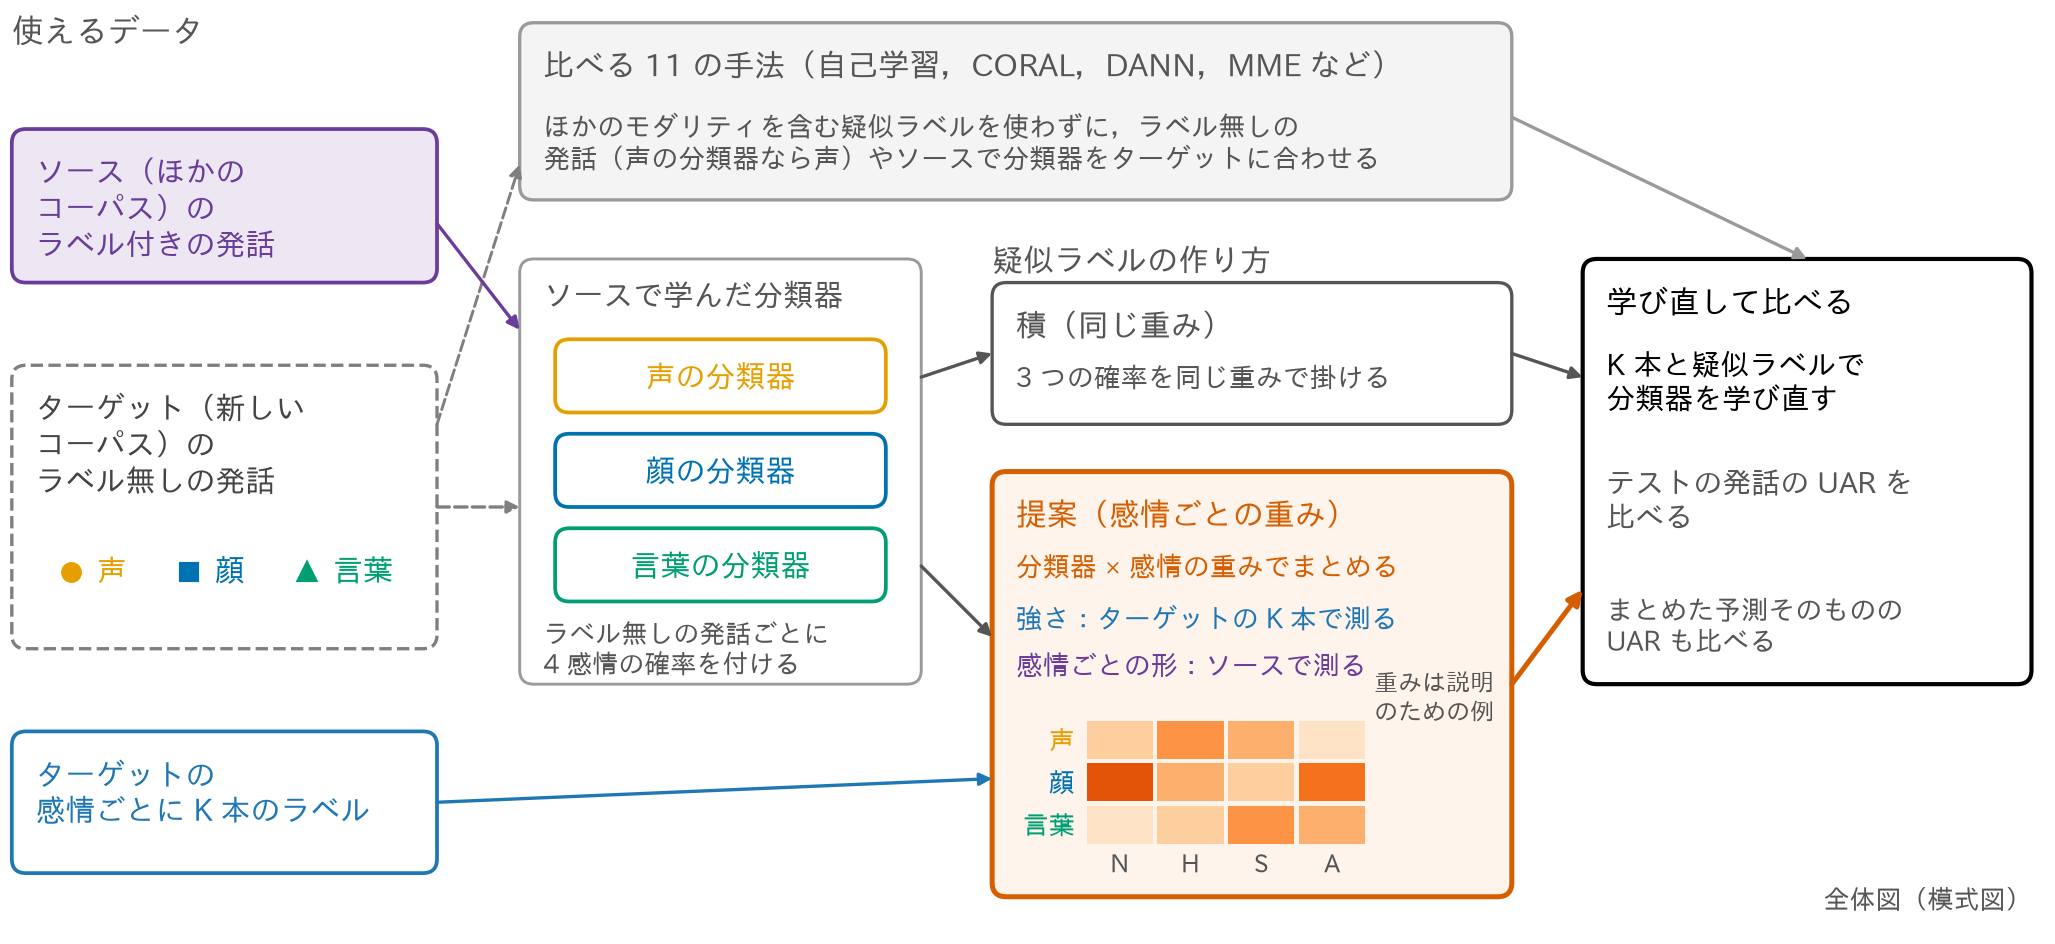 使えるデータ
ソース（ほかの
コーパス）の
ラベル付きの発話
ターゲット（新しい
コーパス）の
ラベル無しの発話
声 顔 言葉
ターゲットの
感情ごとに K 本のラベル
比べる 11 の手法（自己学習，CORAL，DANN，MME など）
ほかのモダリティを含む疑似ラベルを使わずに，ラベル無しの
発話（声の分類器なら声）やソースで分類器をターゲットに合わせる
ソースで学んだ分類器
声の分類器
顔の分類器
言葉の分類器
ラベル無しの発話ごとに
4 感情の確率を付ける
疑似ラベルの作り方
積（同じ重み）
3 つの確率を同じ重みで掛ける
提案（感情ごとの重み）
分類器 × 感情の重みでまとめる
強さ：ターゲットの K 本で測る
感情ごとの形：ソースで測る
重みは説明
のための例
声
顔
言葉
N H S A
学び直して比べる
K 本と疑似ラベルで
分類器を学び直す
テストの発話の UAR を
比べる
まとめた予測そのものの
UAR も比べる
全体図（模式図）